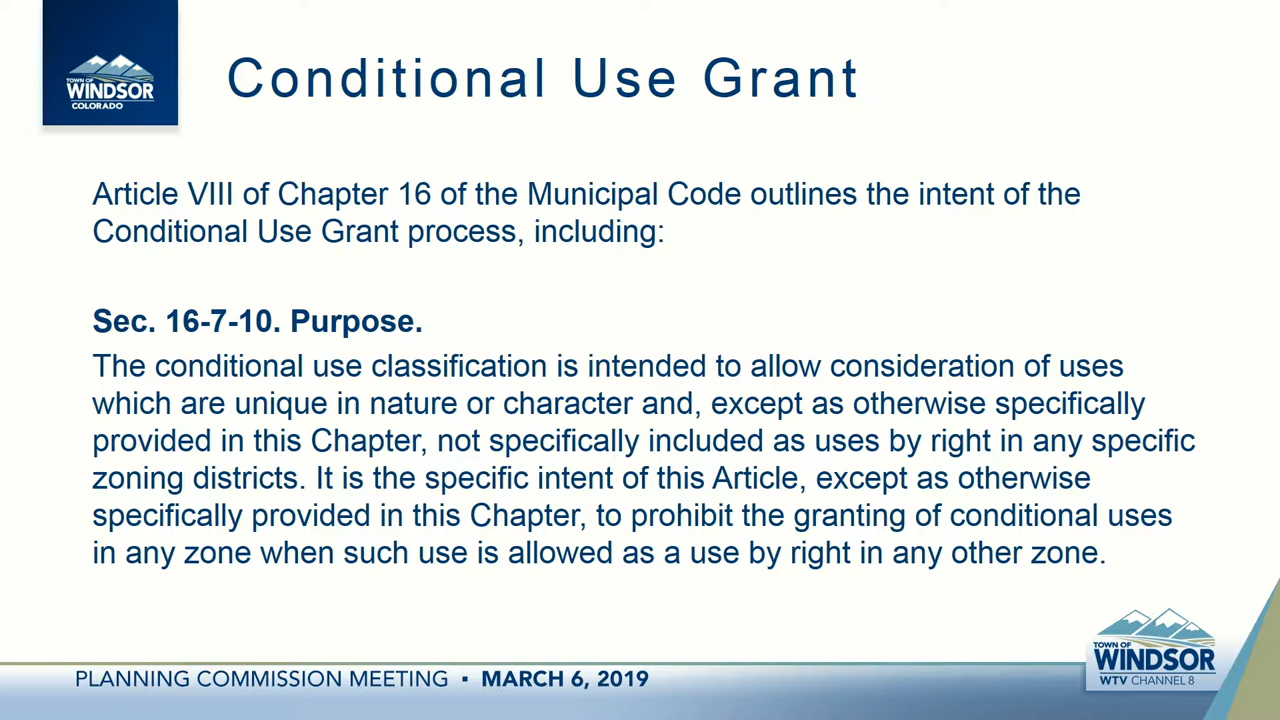 TOWN OF
WINDSOR
COLORADO
Conditional Use Grant
Article VIII of Chapter 16 of the Municipal Code outlines the intent of the
Conditional Use Grant process, including:
Sec. 16-7-10. Purpose.
The conditional use classification is intended to allow consideration of uses
which are unique in nature or character and, except as otherwise specifically
provided in this Chapter, not specifically included as uses by right in any specific
zoning districts. It is the specific intent of this Article, except as otherwise
specifically provided in this Chapter, to prohibit the granting of conditional uses
in any zone when such use is allowed as a use by right in any other zone.
PLANNING COMMISSION MEETING ▪ MARCH 6, 2019
TOWN OF
WINDSOR
WTV CHANNEL 8